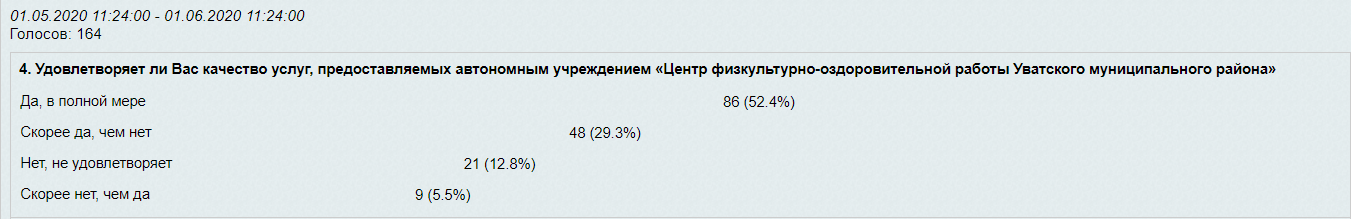 01.05.2020 11:24:00 - 01.06.2020 11:24:00
Голосов: 164
4. Удовлетворяет ли Вас качество услуг, предоставляемых автономным учреждением «Центр физкультурно-оздоровительной работы Уватского муниципального района»
Да, в полной мере 86 (52.4%)
Скорее да, чем нет 48 (29.3%)
Нет, не удовлетворяет 21 (12.8%)
Скорее нет, чем да 9 (5.5%)